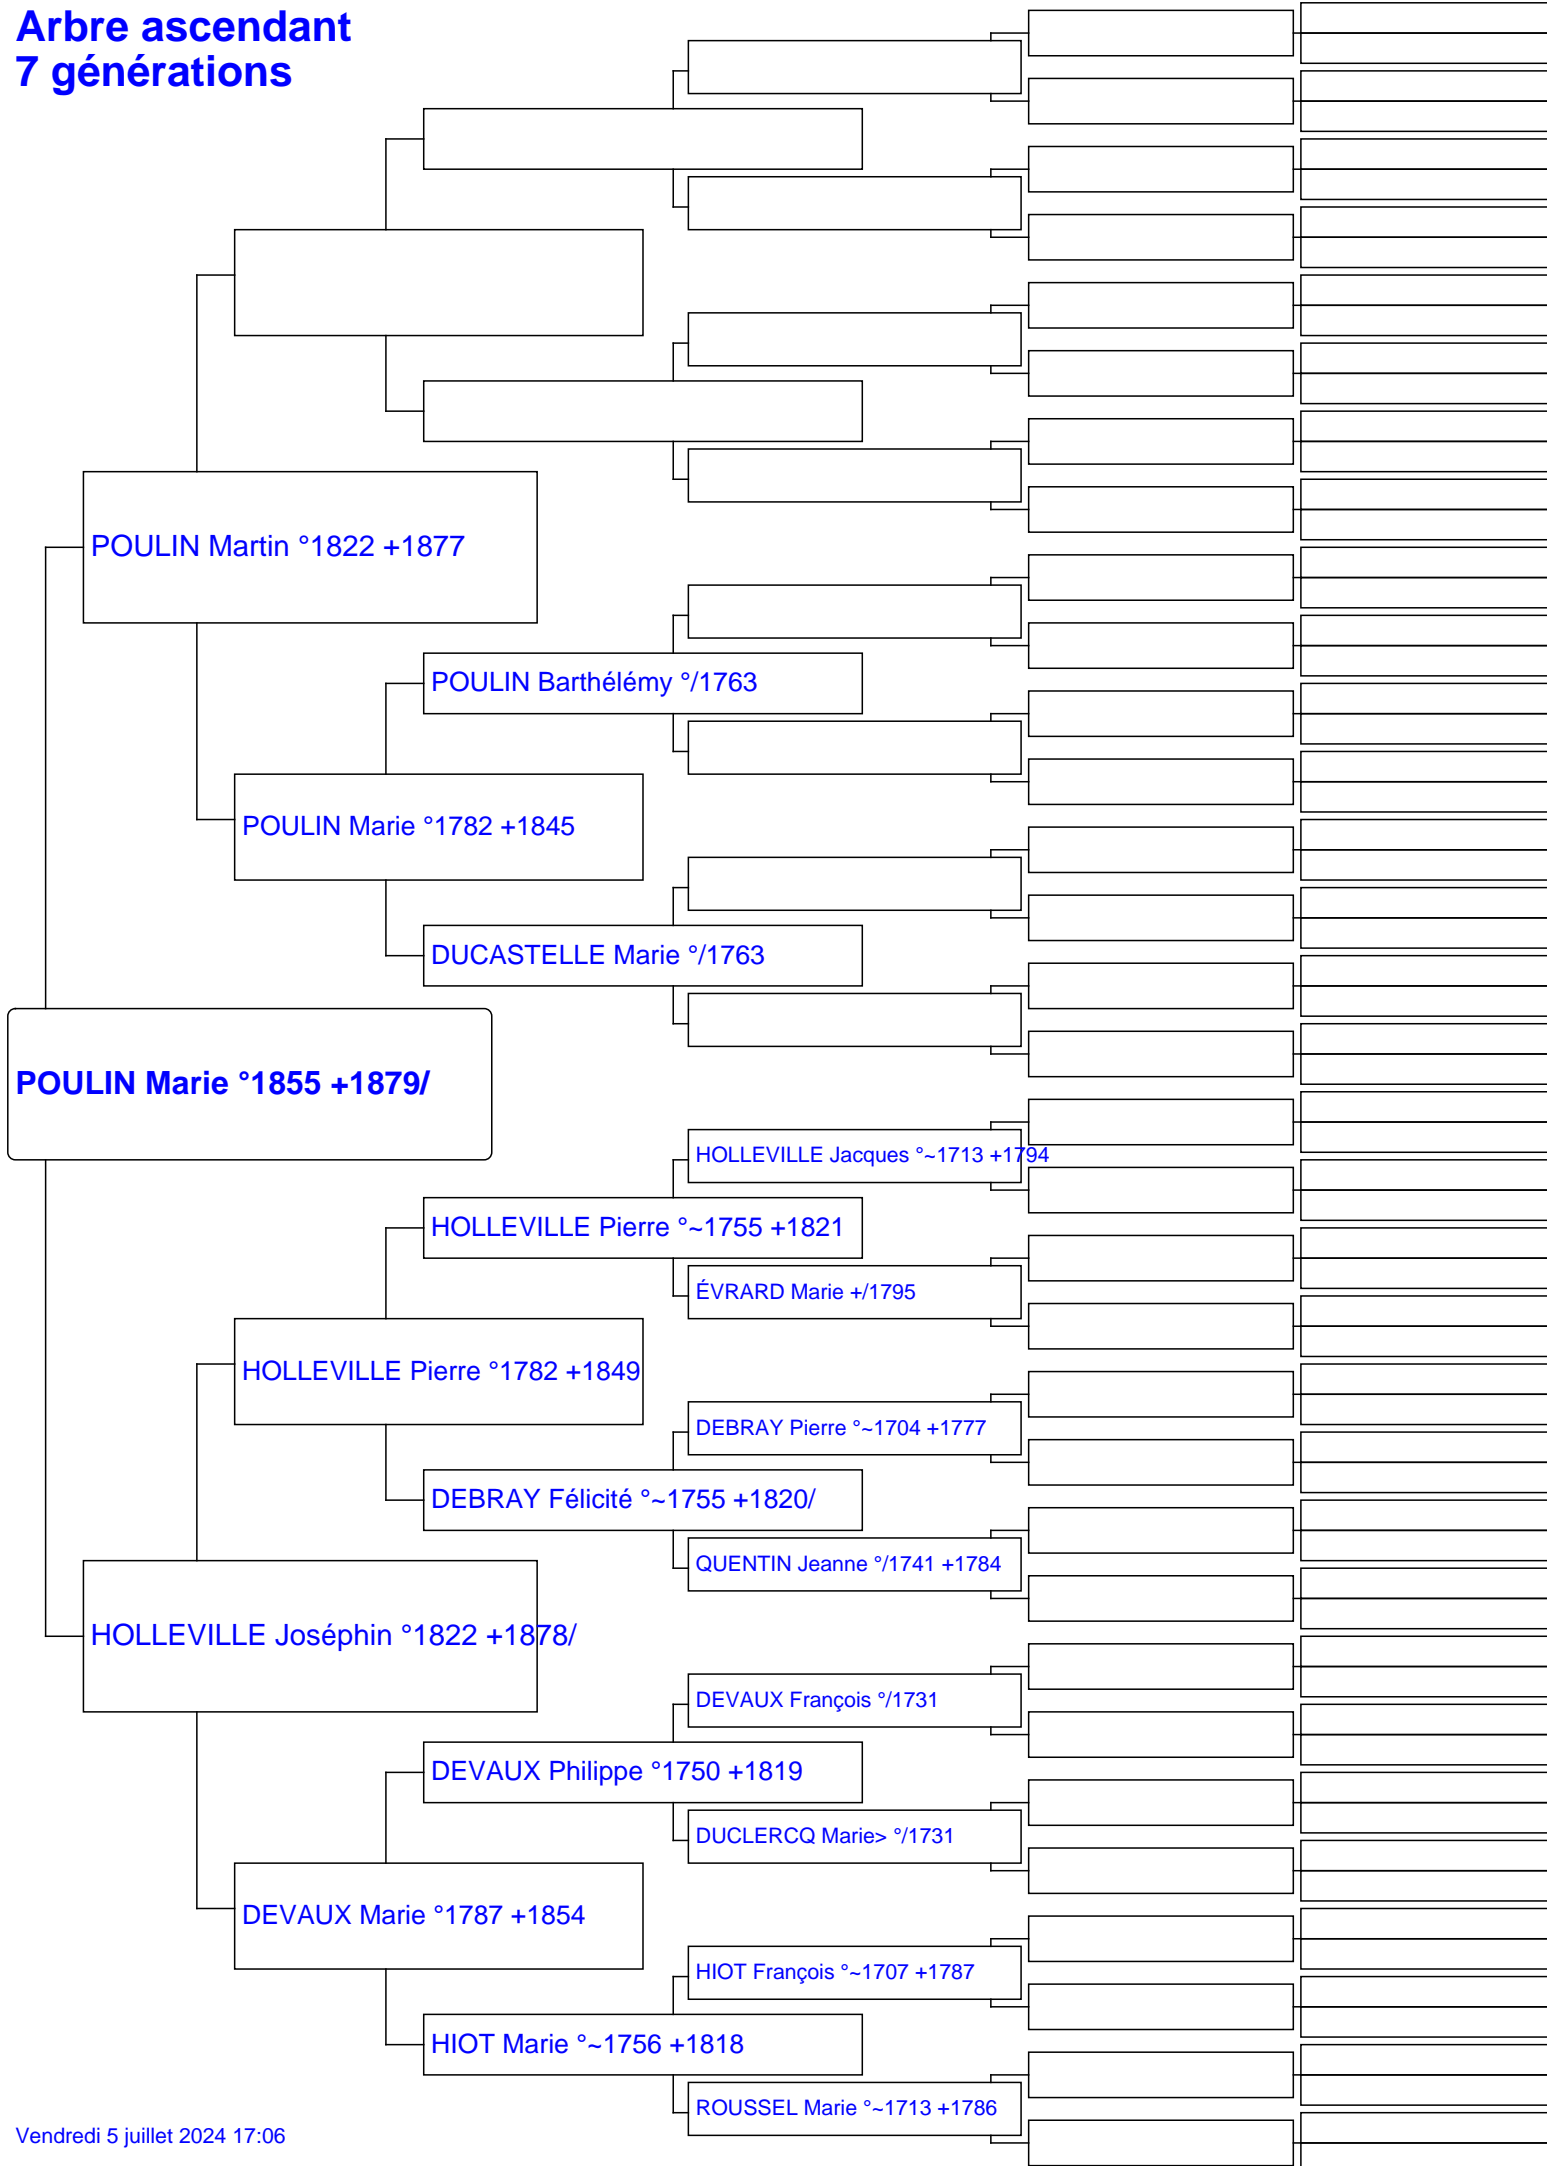 Arbre ascendant
7 générations
POULIN Martin °1822 +1877
POULIN Barthélémy °/1763
POULIN Marie °1782 +1845
DUCASTELLE Marie °/1763
POULIN Marie °1855 +1879/
HOLLEVILLE Jacques °~1713 +1794
HOLLEVILLE Pierre °~1755 +1821
ÉVRARD Marie +/1795
HOLLEVILLE Pierre °1782 +1849
DEBRAY Pierre °~1704 +1777
DEBRAY Félicité °~1755 +1820/
QUENTIN Jeanne °/1741 +1784
HOLLEVILLE Joséphin °1822 +1878/
DEVAUX François °/1731
DEVAUX Philippe °1750 +1819
DUCLERCQ Marie> °/1731
DEVAUX Marie °1787 +1854
HIOT François °~1707 +1787
HIOT Marie °~1756 +1818
ROUSSEL Marie °~1713 +1786
Vendredi 5 juillet 2024 17:06